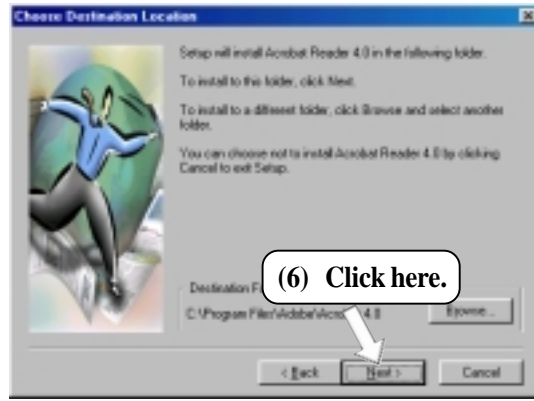 Choose Destination Location
Setup will install Acrobat Reader 4.0 in the following folder.
To install to this folder, click Next.
To install to a different folder, click Browse and select another
folder.
You can choose not to install Acrobat Reader 4.0 by clicking
Cancel to exit Setup.
(6) Click here.
Destination
C:\Program Files\Adobe\Acro 4.0
Browse...
< Back
Next >
Cancel